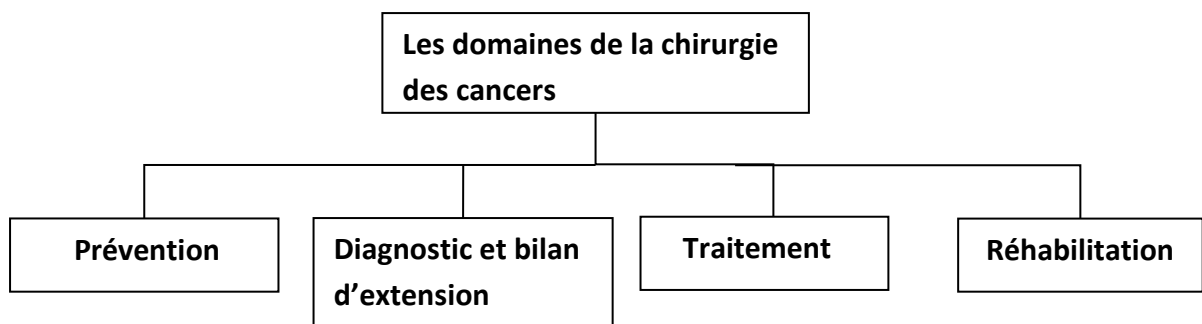 Les domaines de la chirurgie
des cancers
Prévention
Diagnostic et bilan
d’extension
Traitement
Réhabilitation